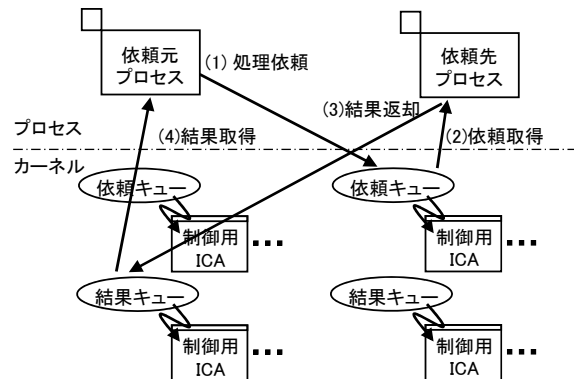 依頼元
プロセス
(1) 処理依頼
依頼先
プロセス
(3)結果返却
プロセス
(4)結果取得
(2)依頼取得
カーネル
依頼キュー
依頼キュー
制御用
ICA
制御用
ICA
結果キュー
結果キュー
制御用
ICA
制御用
ICA